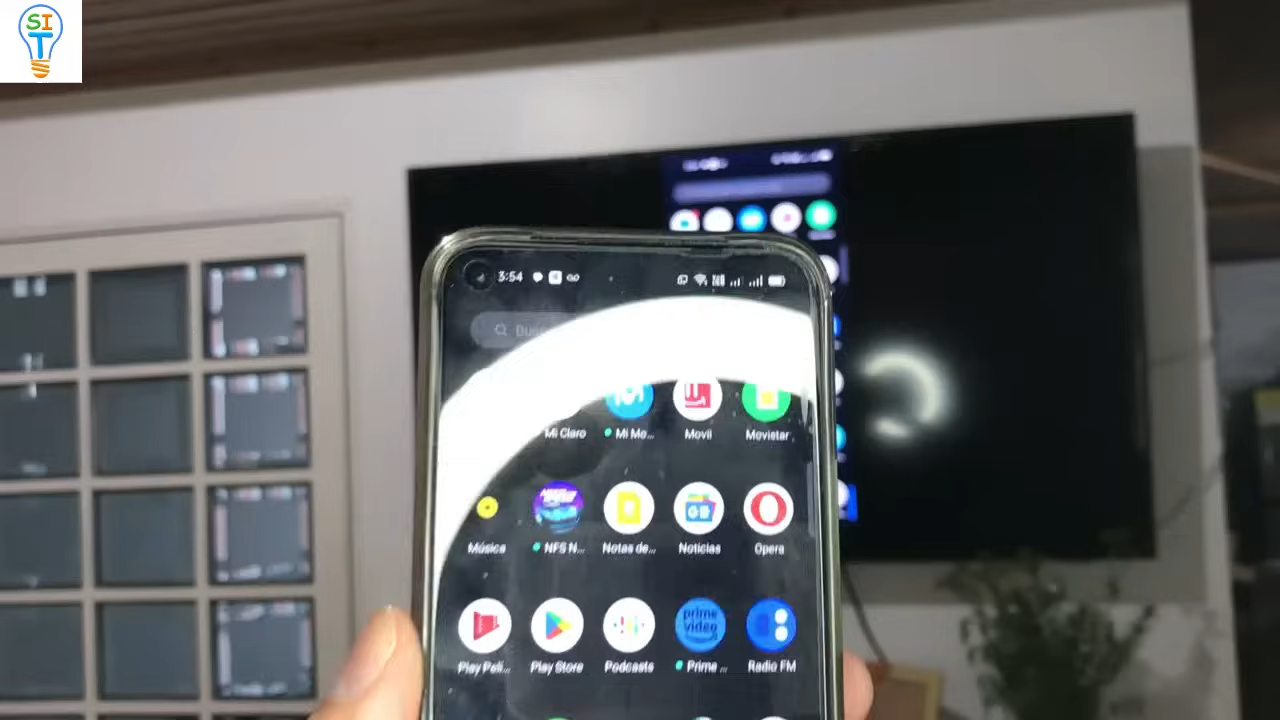 SIT
3:54
Mi Claro
Mi Mo...
Movil
Movistar
Música
NFS N...
Notas de...
Noticias
Opera
prime video
Play Pelí...
Play Store
Podcasts
Prime ...
Radio FM